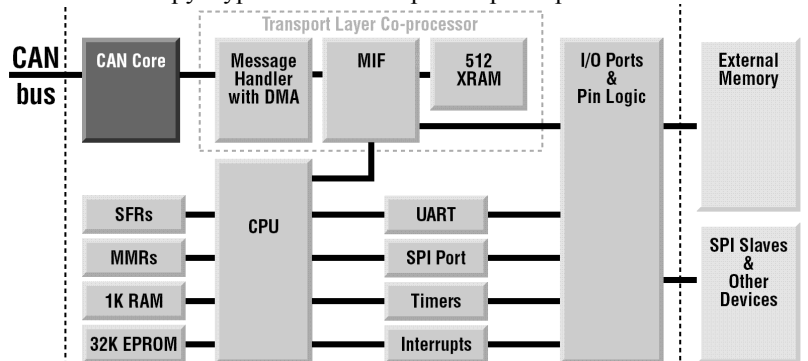 Transport Layer Co-processor
CAN
bus
CAN Core
Message
Handler
with DMA
MIF
512
XRAM
I/O Ports
&
Pin Logic
External
Memory
CPU
SFRs
MMRs
1K RAM
32K EPROM
UART
SPI Port
Timers
Interrupts
SPI Slaves
&
Other
Devices